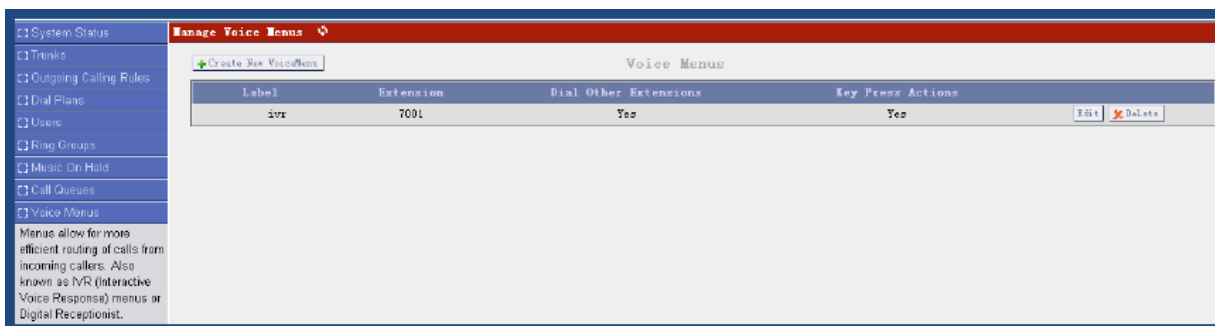 System Status
Trunks
Outgoing Calling Rules
Dial Plans
Users
Ring Groups
Music On Hold
Call Queues
Voice Menus
Menus allow for more
efficient routing of calls from
incoming callers. Also
known as IVR (Interactive
Voice Response) menus or
Digital Receptionist.
Manage Voice Menus
Create New VoiceMenu
Voice Menus
Label Extension Dial Other Extensions Key Press Actions
ivr 7001 Yes Yes Edit Delete